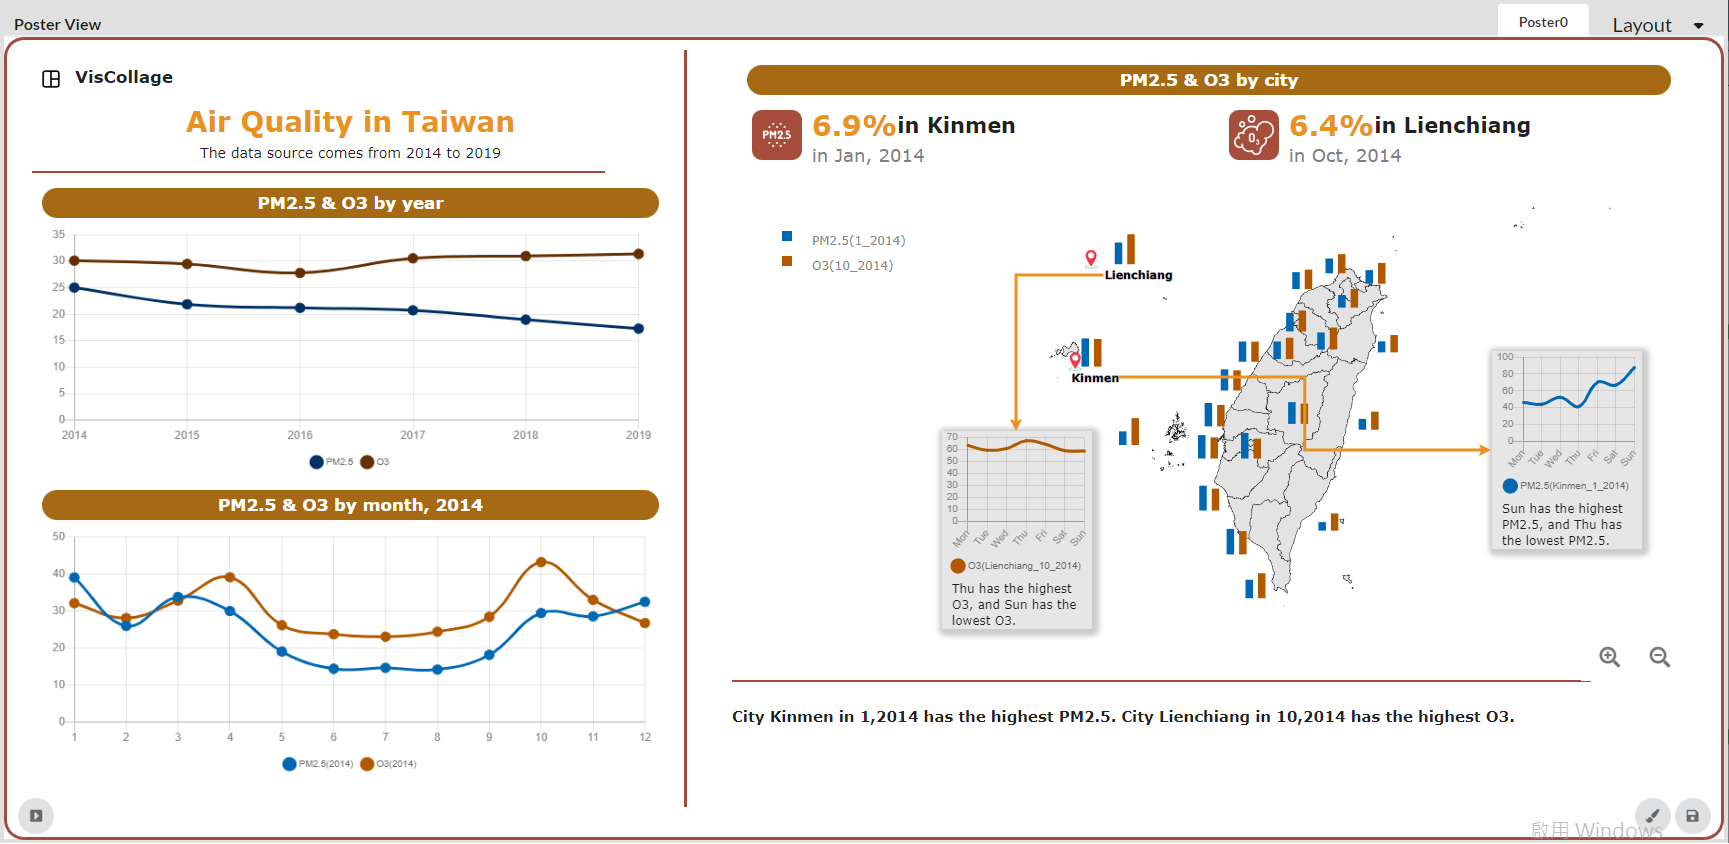 Poster View
Poster0
Layout
VisCollage
Air Quality in Taiwan
The data source comes from 2014 to 2019
PM2.5 & O3 by year
35
30
25
20
15
10
5
0
2014 2015 2016 2017 2018 2019
PM2.5 O3
PM2.5 & O3 by month, 2014
50
40
30
20
10
0
1 2 3 4 5 6 7 8 9 10 11 12
PM2.5(2014) O3(2014)
PM2.5 & O3 by city
PM2.5
6.9% in Kinmen
in Jan, 2014
O3
6.4% in Lienchiang
in Oct, 2014
PM2.5(1_2014)
O3(10_2014)
Lienchiang
Kinmen
70
60
50
40
30
20
10
0
Mon Tue Wed Thu Fri Sat Sun
O3(Lienchiang_10_2014)
Thu has the highest
O3, and Sun has the
lowest O3.
100
80
60
40
20
0
Mon Tue Wed Thu Fri Sat Sun
PM2.5(Kinmen_1_2014)
Sun has the highest
PM2.5, and Thu has
the lowest PM2.5.
City Kinmen in 1,2014 has the highest PM2.5. City Lienchiang in 10,2014 has the highest O3.
啟用 Windows